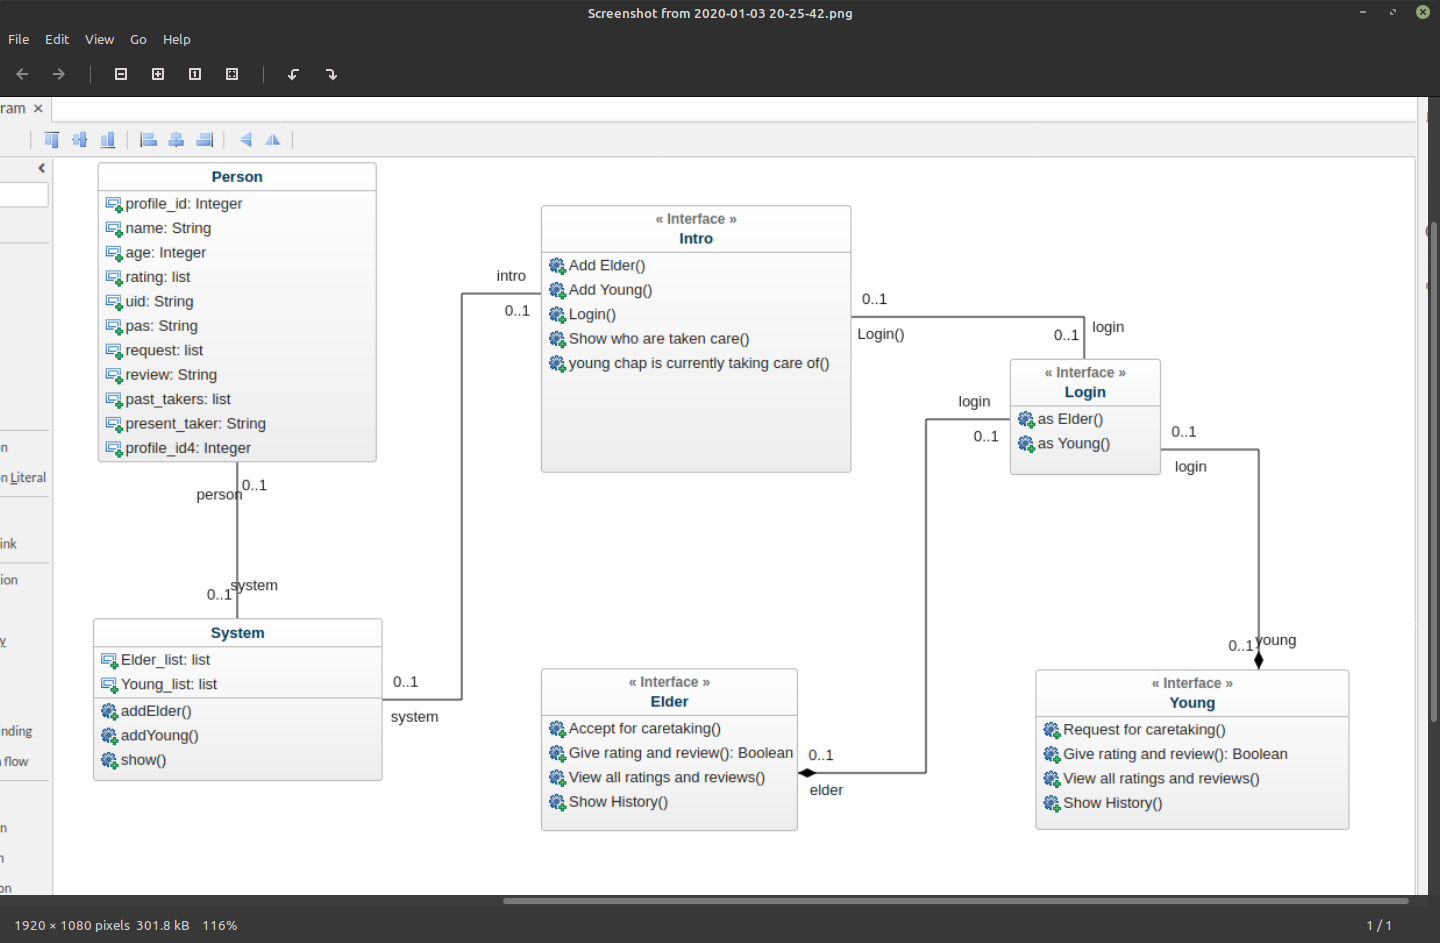 Screenshot from 2020-01-03 20-25-42.png
File Edit View Go Help
ram
Person
profile_id: Integer
name: String
age: Integer
rating: list
uid: String
pas: String
request: list
review: String
past_takers: list
present_taker: String
profile_id4: Integer
0..1
person
system
0..1
System
Elder_list: list
Young_list: list
addElder()
addYoung()
show()
0..1
system
intro
0..1
« Interface »
Intro
Add Elder()
Add Young()
Login()
Show who are taken care()
young chap is currently taking care of()
0..1
Login()
login
0..1
« Interface »
Login
as Elder()
as Young()
login
0..1
0..1
login
« Interface »
Elder
Accept for caretaking()
Give rating and review(): Boolean
View all ratings and reviews()
Show History()
0..1
elder
0..1
young
« Interface »
Young
Request for caretaking()
Give rating and review(): Boolean
View all ratings and reviews()
Show History()
on
n Literal
ink
ion
y
nding
flow
n
n
on
1920 × 1080 pixels 301.8 kB 116%
1 / 1